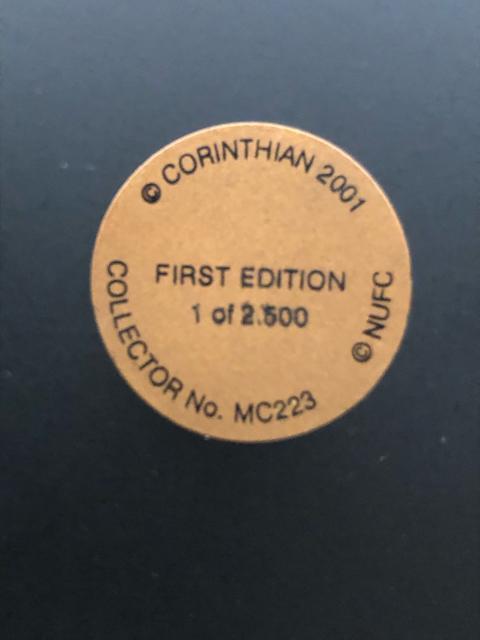 © CORINTHIAN 2001
FIRST EDITION
1 of 2.500
© NUFC
COLLECTOR No. MC223